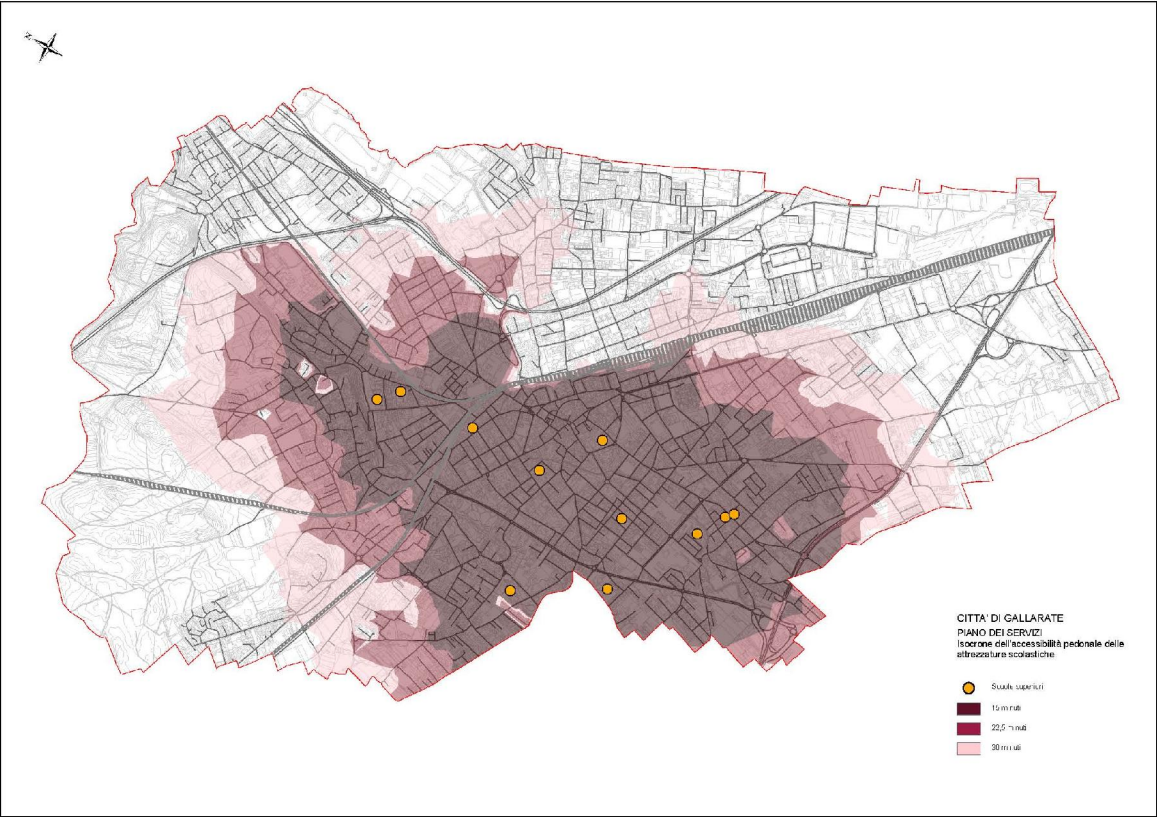 CITTA' DI GALLARATE
PIANO DEI SERVIZI
Isocrone dell'accessibilità pedonale delle
attrezzature scolastiche
Scuole superiori
15 minuti
22,5 minuti
30 minuti